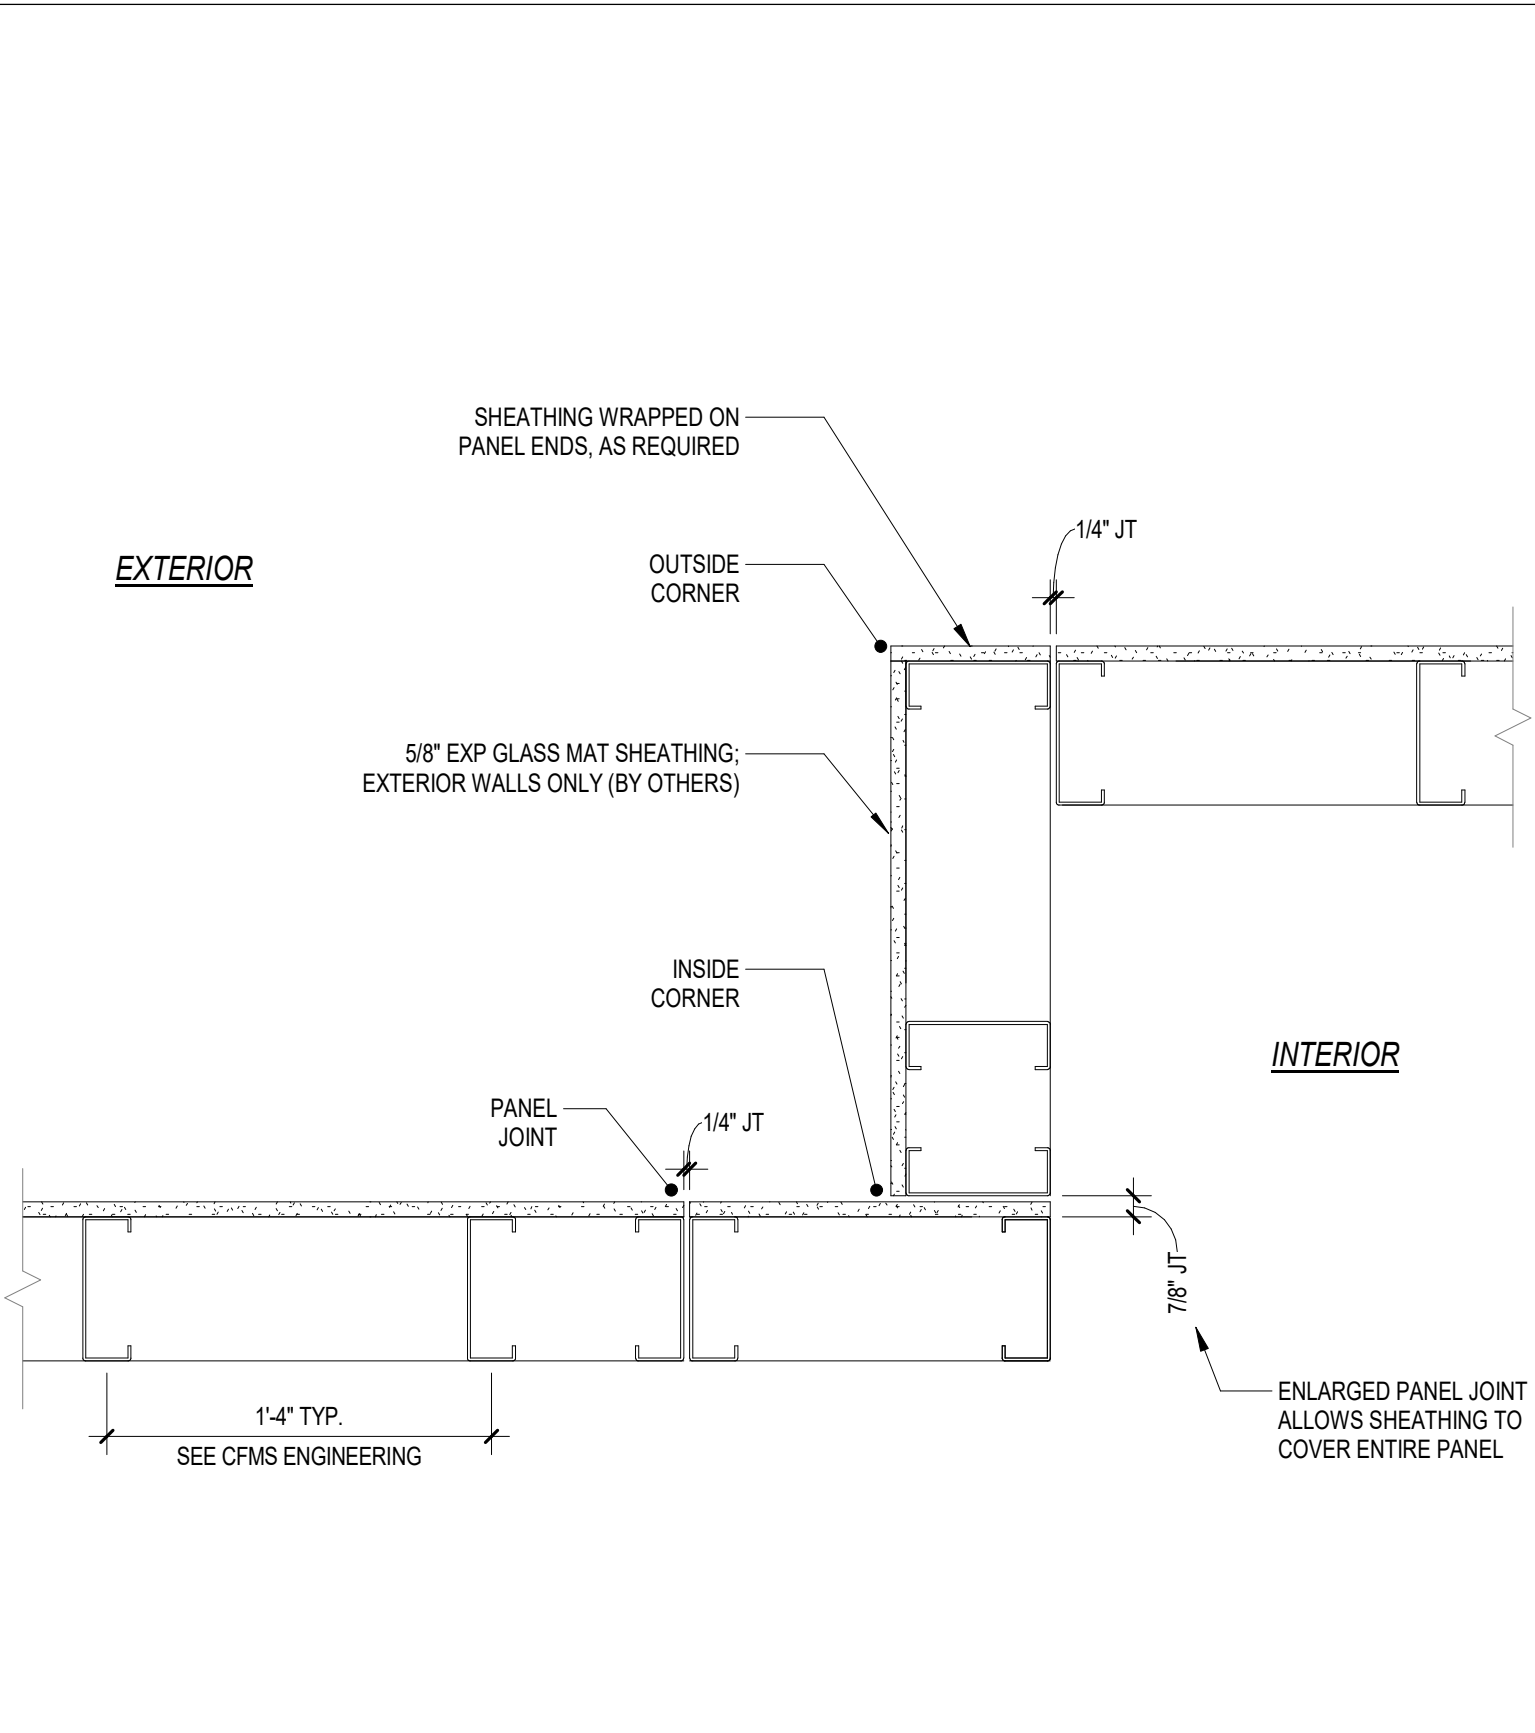 SHEATHING WRAPPED ON
PANEL ENDS, AS REQUIRED
1/4" JT
EXTERIOR
OUTSIDE
CORNER
5/8" EXP GLASS MAT SHEATHING;
EXTERIOR WALLS ONLY (BY OTHERS)
INSIDE
CORNER
INTERIOR
PANEL
JOINT
1/4" JT
7/8" JT
ENLARGED PANEL JOINT
ALLOWS SHEATHING TO
COVER ENTIRE PANEL
1'-4" TYP.
SEE CFMS ENGINEERING